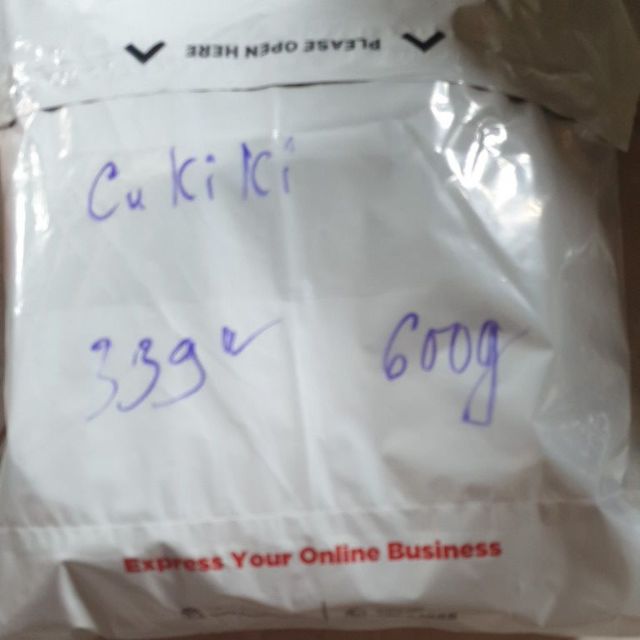 PLEASE OPEN HERE
Cu Ki Ki
339k 600g
Express Your Online Business